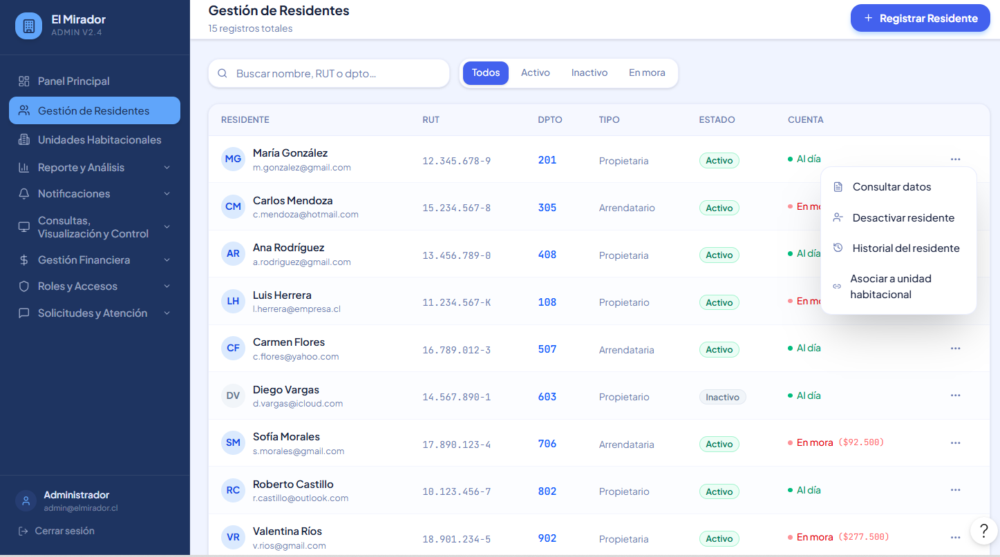 El Mirador
ADMIN V2.4
Panel Principal
Gestión de Residentes
Unidades Habitacionales
Reporte y Análisis
Notificaciones
Consultas,
Visualización y Control
Gestión Financiera
Roles y Accesos
Solicitudes y Atención
Administrador
admin@elmirador.cl
Cerrar sesión
Gestión de Residentes
15 registros totales
+ Registrar Residente
Buscar nombre, RUT o dpto...
Todos Activo Inactivo En mora
RESIDENTE RUT DPTO TIPO ESTADO CUENTA
MG María González 12.345.678-9 201 Propietaria Activo Al día ...
m.gonzalez@gmail.com
CM Carlos Mendoza 15.234.567-8 305 Arrendatario Activo En mo
c.mendoza@hotmail.com
AR Ana Rodríguez 13.456.789-0 408 Propietaria Activo Al día
a.rodriguez@gmail.com
LH Luis Herrera 11.234.567-K 108 Propietario Activo En mo
l.herrera@empresa.cl
Consultar datos
Desactivar residente
Historial del residente
Asociar a unidad
habitacional
CF Carmen Flores 16.789.012-3 507 Arrendataria Activo Al día ...
c.flores@yahoo.com
DV Diego Vargas 14.567.890-1 603 Propietario Inactivo Al día ...
d.vargas@icloud.com
SM Sofía Morales 17.890.123-4 706 Arrendataria Activo En mora ($92.500) ...
s.morales@gmail.com
RC Roberto Castillo 10.123.456-7 802 Propietario Activo Al día ...
r.castillo@outlook.com
VR Valentina Ríos 18.901.234-5 902 Propietaria Activo En mora ($277.500) ...
v.rios@gmail.com
?